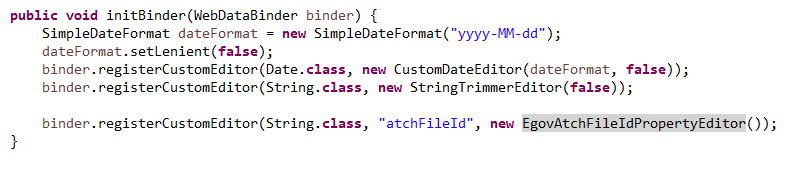 public void initBinder(WebDataBinder binder) {
SimpleDateFormat dateFormat = new SimpleDateFormat("yyyy-MM-dd");
dateFormat.setLenient(false);
binder.registerCustomEditor(Date.class, new CustomDateEditor(dateFormat, false));
binder.registerCustomEditor(String.class, new StringTrimmerEditor(false));
binder.registerCustomEditor(String.class, "atchFileId", new EgovAtchFileIdPropertyEditor());
}